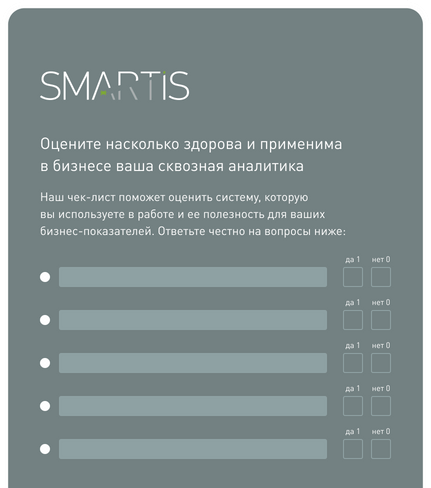 SMARTIS
Оцените насколько здорова и применима
в бизнесе ваша сквозная аналитика
Наш чек-лист поможет оценить систему, которую
вы используете в работе и ее полезность для ваших
бизнес-показателей. Ответьте честно на вопросы ниже:
да 1 нет 0
да 1 нет 0
да 1 нет 0
да 1 нет 0
да 1 нет 0